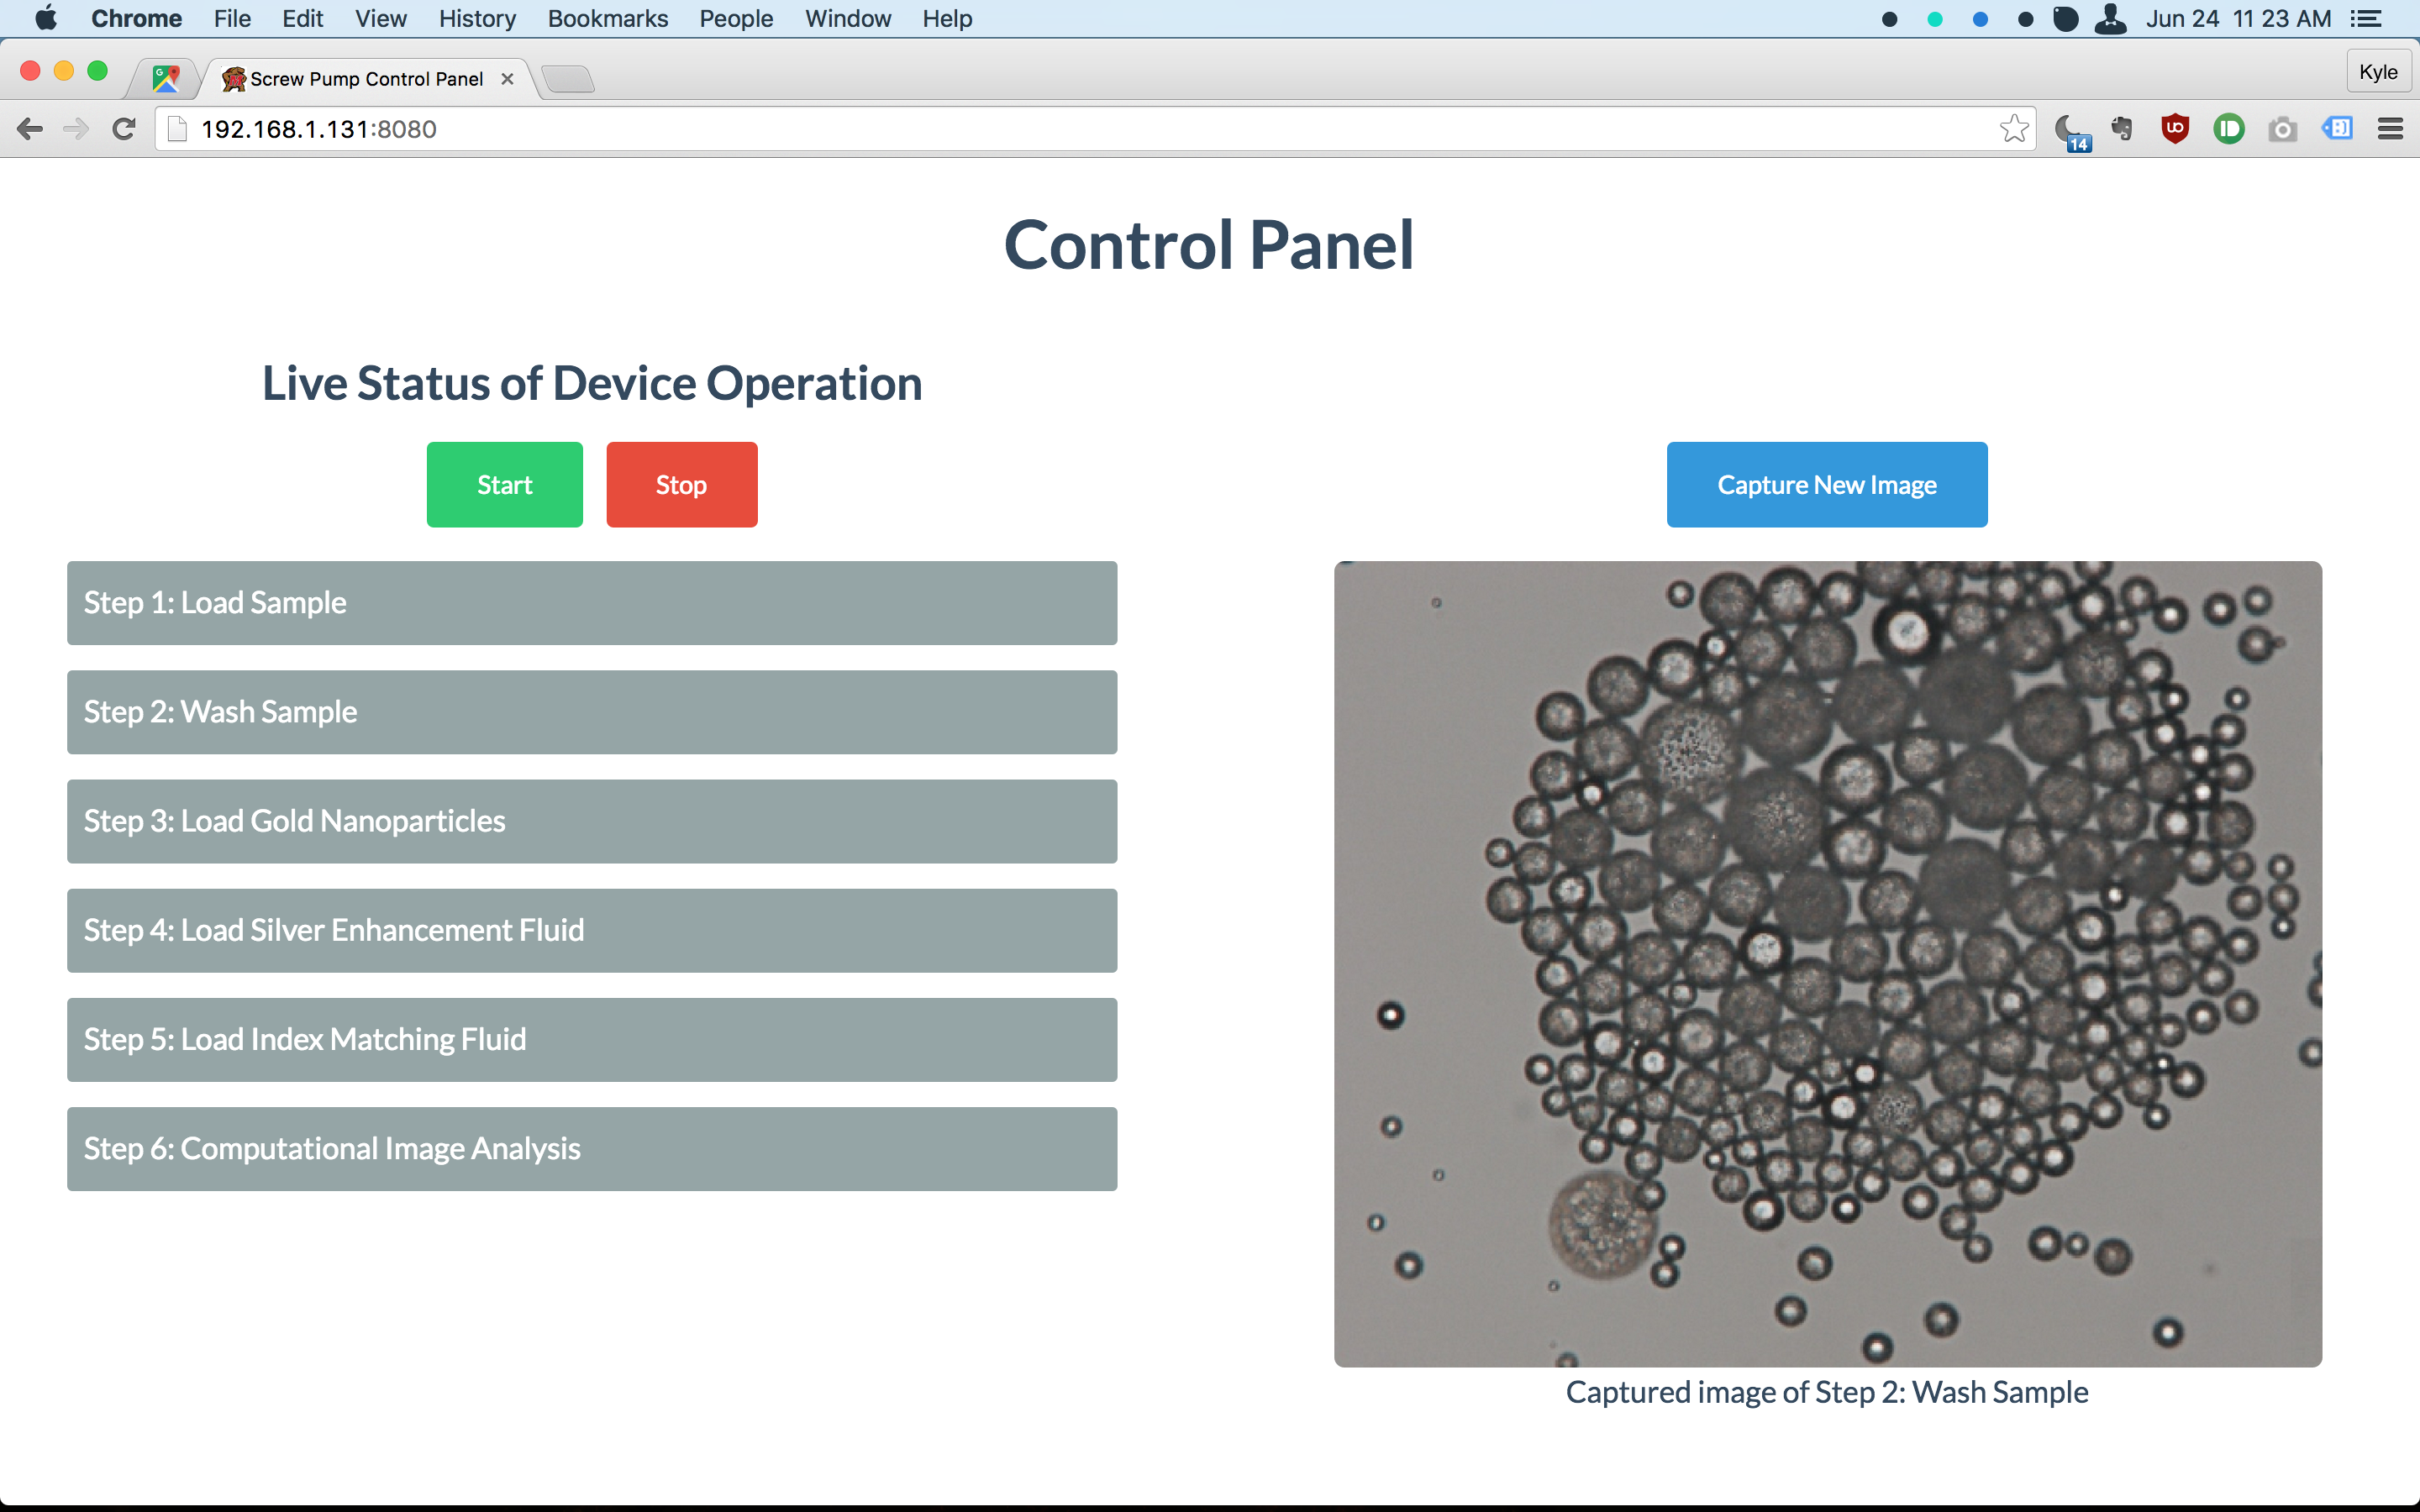 Chrome File Edit View History Bookmarks People Window Help Jun 24 11 23 AM
Screw Pump Control Panel Kyle
192.168.1.131:8080 14
Control Panel
Live Status of Device Operation
Start Stop Capture New Image
Step 1: Load Sample
Step 2: Wash Sample
Step 3: Load Gold Nanoparticles
Step 4: Load Silver Enhancement Fluid
Step 5: Load Index Matching Fluid
Step 6: Computational Image Analysis
Captured image of Step 2: Wash Sample